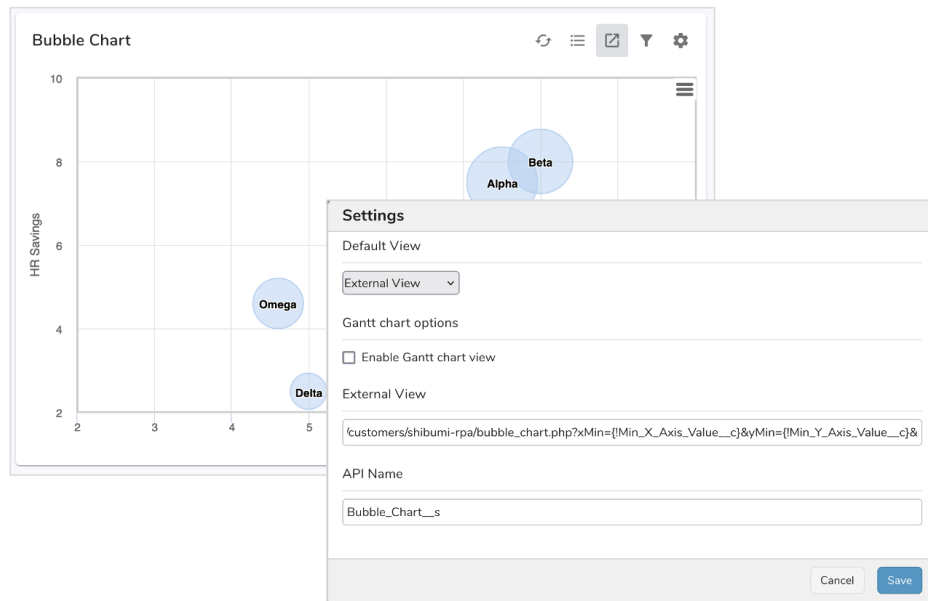 Bubble Chart
10
8
6
4
2
HR Savings
2
3
4
5
Beta
Alpha
Omega
Delta
Settings
Default View
External View
Gantt chart options
Enable Gantt chart view
External View
/customers/shibumi-rpa/bubble_chart.php?xMin={!Min_X_Axis_Value__c}&yMin={!Min_Y_Axis_Value__c}&
API Name
Bubble_Chart__s
Cancel
Save